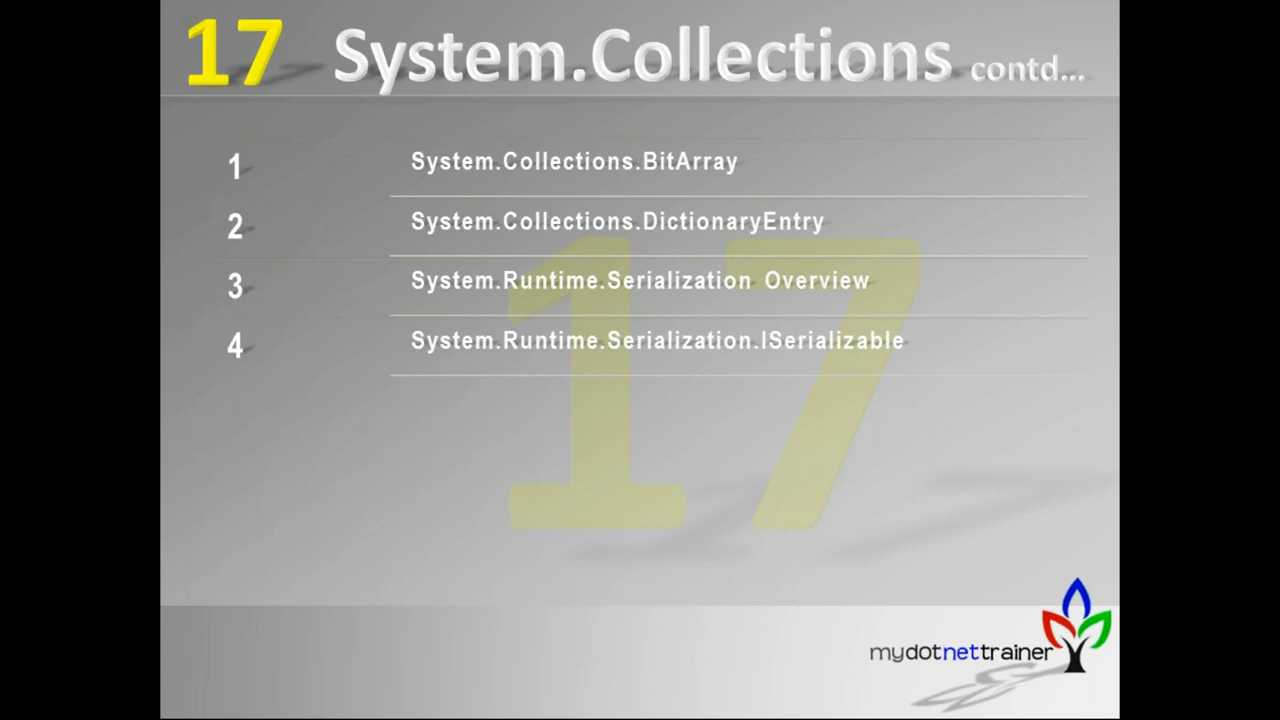 17 System.Collections contd...
1 System.Collections.BitArray
2 System.Collections.DictionaryEntry
3 System.Runtime.Serialization Overview
4 System.Runtime.Serialization.ISerializable
17
mydotnettrainer